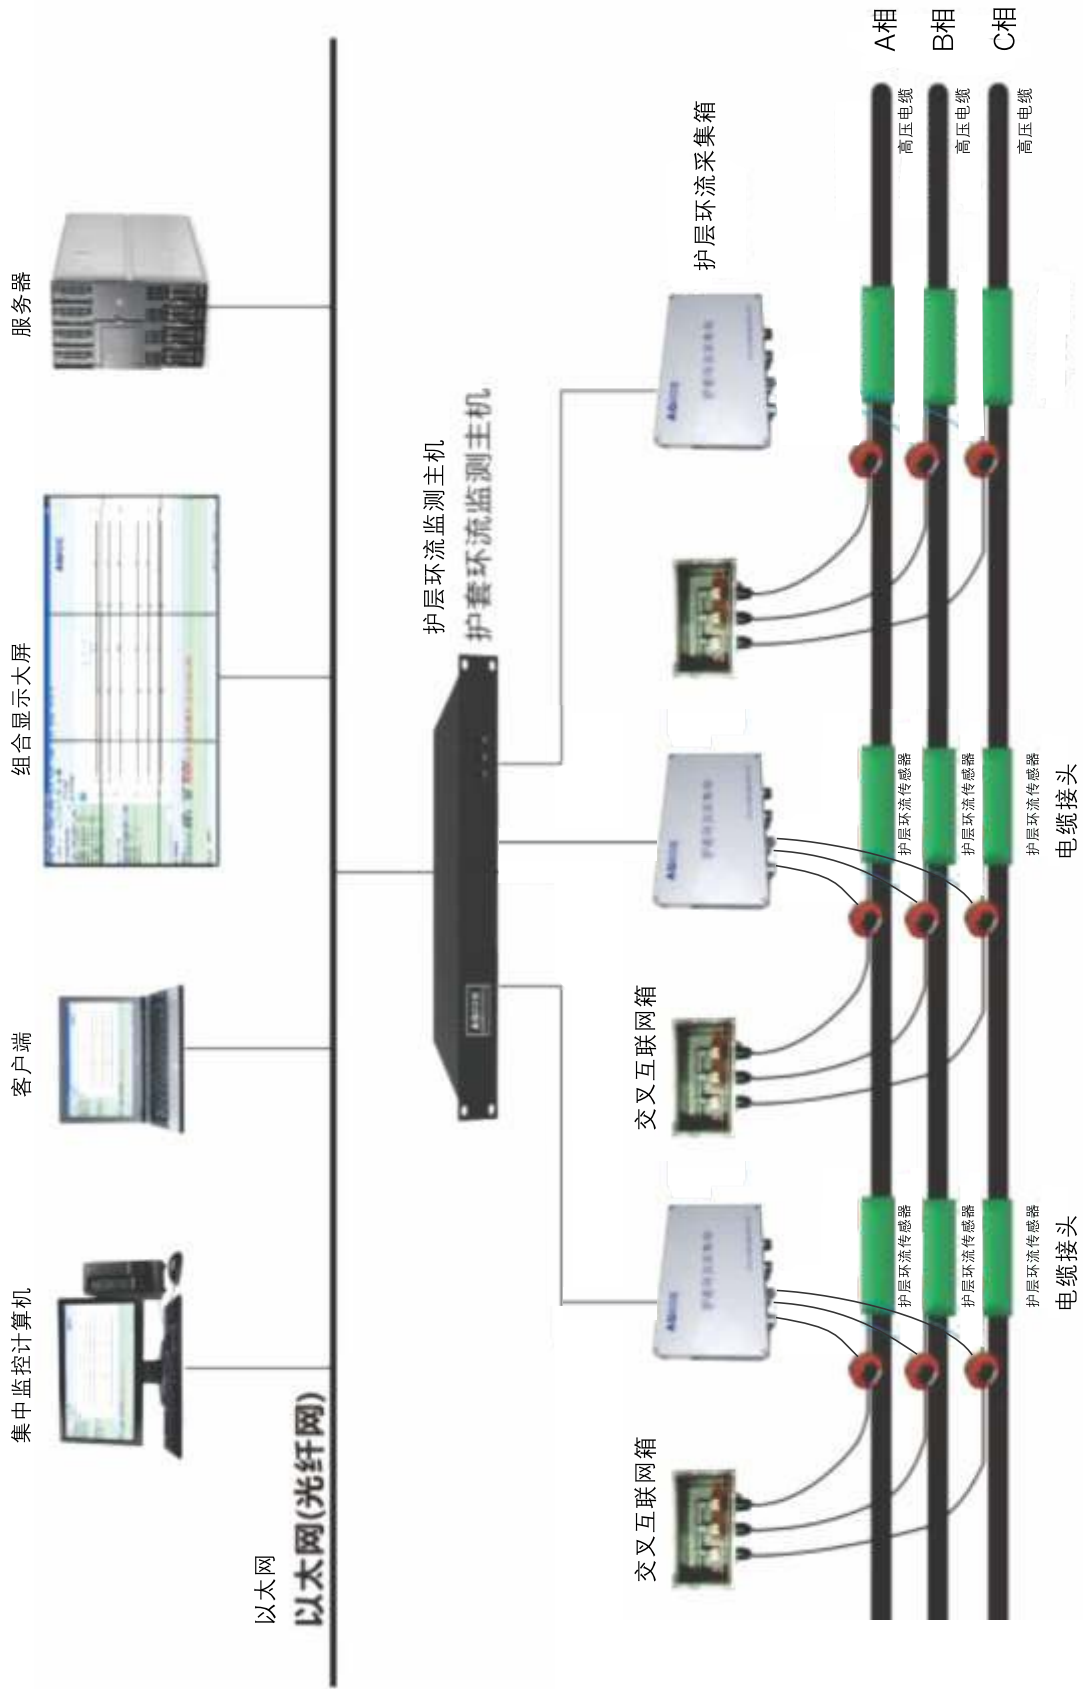 集中监控计算机
客户端
组合显示大屏
服务器
以太网
以太网(光纤网)
护层环流监测主机
护套环流监测主机
交叉互联网箱
交叉互联网箱
护层环流采集箱
A相
B相
C相
高压电缆
高压电缆
高压电缆
护层环流传感器
护层环流传感器
护层环流传感器
电缆接头
护层环流传感器
护层环流传感器
护层环流传感器
电缆接头